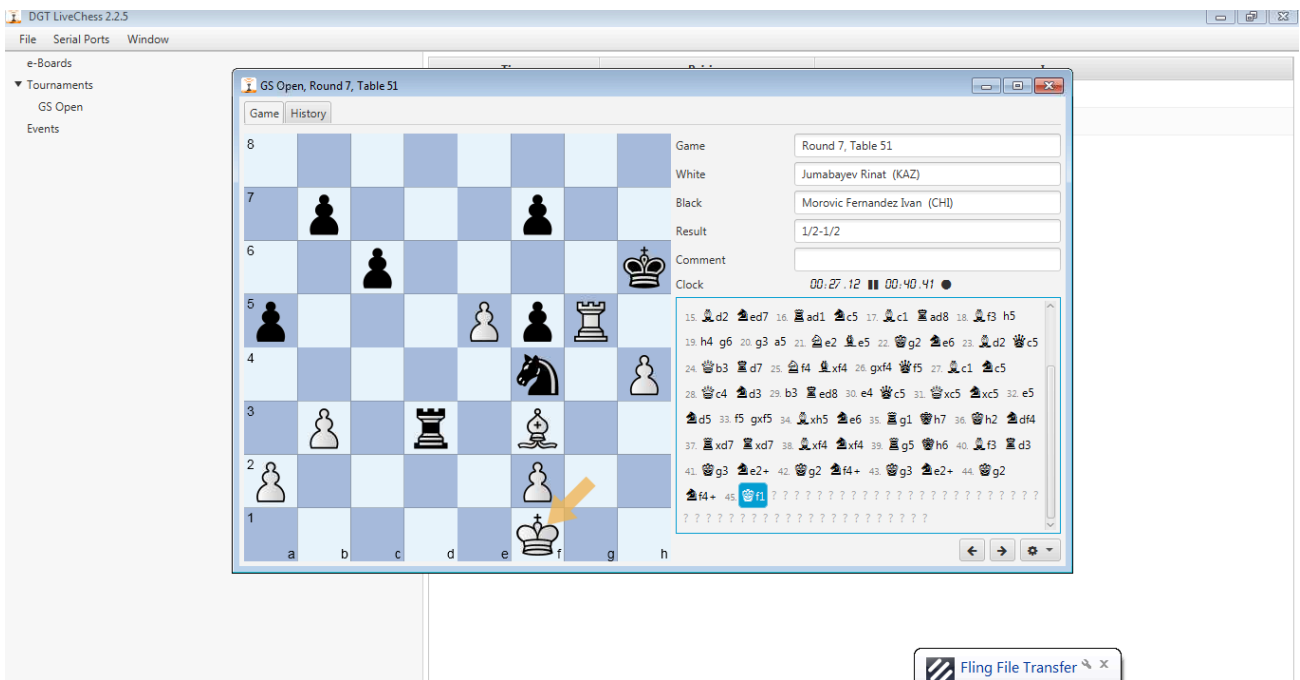 DGT LiveChess 2.2.5
File Serial Ports Window
e-Boards
Tournaments
GS Open
Events
GS Open, Round 7, Table 51
Game History
8
7
6
5
4
3
2
1
a b c d e f g h
Game Round 7, Table 51
White Jumabayev Rinat (KAZ)
Black Morovic Fernandez Ivan (CHI)
Result 1/2-1/2
Comment
Clock 00:27.12 00:40.41
15. ♗d2 ♞ed7 16. ♖ad1 ♞c5 17. ♗c1 ♜ad8 18. ♗f3 h5
19. h4 g6 20. g3 a5 21. ♘e2 ♝e5 22. ♔g2 ♞e6 23. ♗d2 ♛c5
24. ♕b3 ♜d7 25. ♘f4 ♝xf4 26. gxf4 ♛f5 27. ♗c1 ♞c5
28. ♕c4 ♞d3 29. b3 ♜ed8 30. e4 ♛c5 31. ♕xc5 ♞xc5 32. e5
♞d5 33. f5 gxf5 34. ♗xh5 ♞e6 35. ♖g1 ♚h7 36. ♔h2 ♞df4
37. ♖xd7 ♜xd7 38. ♗xf4 ♞xf4 39. ♖g5 ♚h6 40. ♗f3 ♜d3
41. ♔g3 ♞e2+ 42. ♔g2 ♞f4+ 43. ♔g3 ♞e2+ 44. ♔g2
♞f4+ 45. ♔f1 ? ? ? ? ? ? ? ? ? ? ? ? ? ? ? ? ? ? ? ? ? ? ? ?
? ? ? ? ? ? ? ? ? ? ? ? ? ? ? ? ? ? ? ? ? ?
Fling File Transfer